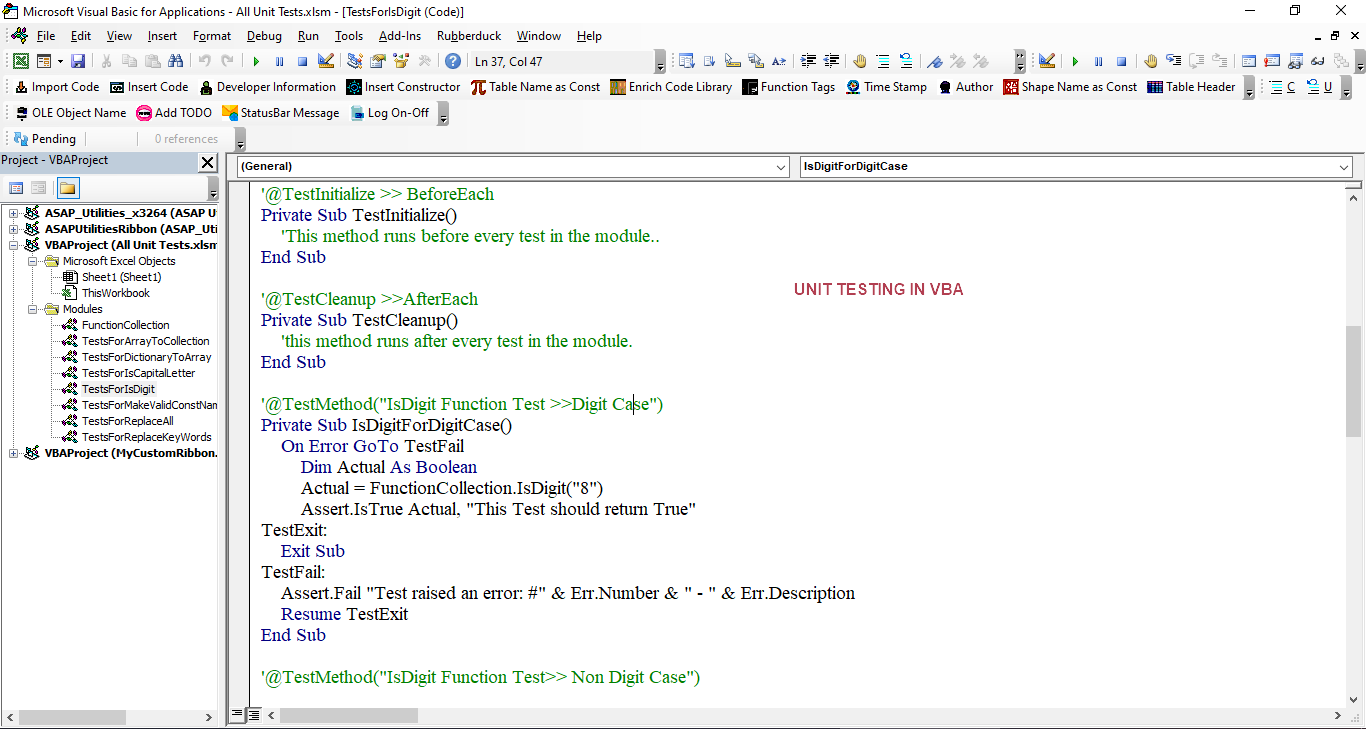 Microsoft Visual Basic for Applications - All Unit Tests.xlsm - [TestsForIsDigit (Code)]
File Edit View Insert Format Debug Run Tools Add-Ins Rubberduck Window Help
Ln 37, Col 47
Import Code Insert Code Developer Information Insert Constructor Table Name as Const Enrich Code Library Function Tags Time Stamp Author Shape Name as Const Table Header C U
OLE Object Name Add TODO StatusBar Message Log On-Off
Pending 0 references
Project - VBAProject
(General) IsDigitForDigitCase
ASAP_Utilities_x3264 (ASAP U
ASAPUtilitiesRibbon (ASAP_Uti
VBAProject (All Unit Tests.xlsm
Microsoft Excel Objects
Sheet1 (Sheet1)
ThisWorkbook
Modules
FunctionCollection
TestsForArrayToCollection
TestsForDictionaryToArray
TestsForIsCapitalLetter
TestsForIsDigit
TestsForMakeValidConstNam
TestsForReplaceAll
TestsForReplaceKeyWords
VBAProject (MyCustomRibbon.
'@TestInitialize >> BeforeEach
Private Sub TestInitialize()
'This method runs before every test in the module..
End Sub
'@TestCleanup >>AfterEach
Private Sub TestCleanup()
'this method runs after every test in the module.
End Sub
UNIT TESTING IN VBA
'@TestMethod("IsDigit Function Test >>Digit Case")
Private Sub IsDigitForDigitCase()
On Error GoTo TestFail
Dim Actual As Boolean
Actual = FunctionCollection.IsDigit("8")
Assert.IsTrue Actual, "This Test should return True"
TestExit:
Exit Sub
TestFail:
Assert.Fail "Test raised an error: #" & Err.Number & " - " & Err.Description
Resume TestExit
End Sub
'@TestMethod("IsDigit Function Test>> Non Digit Case")